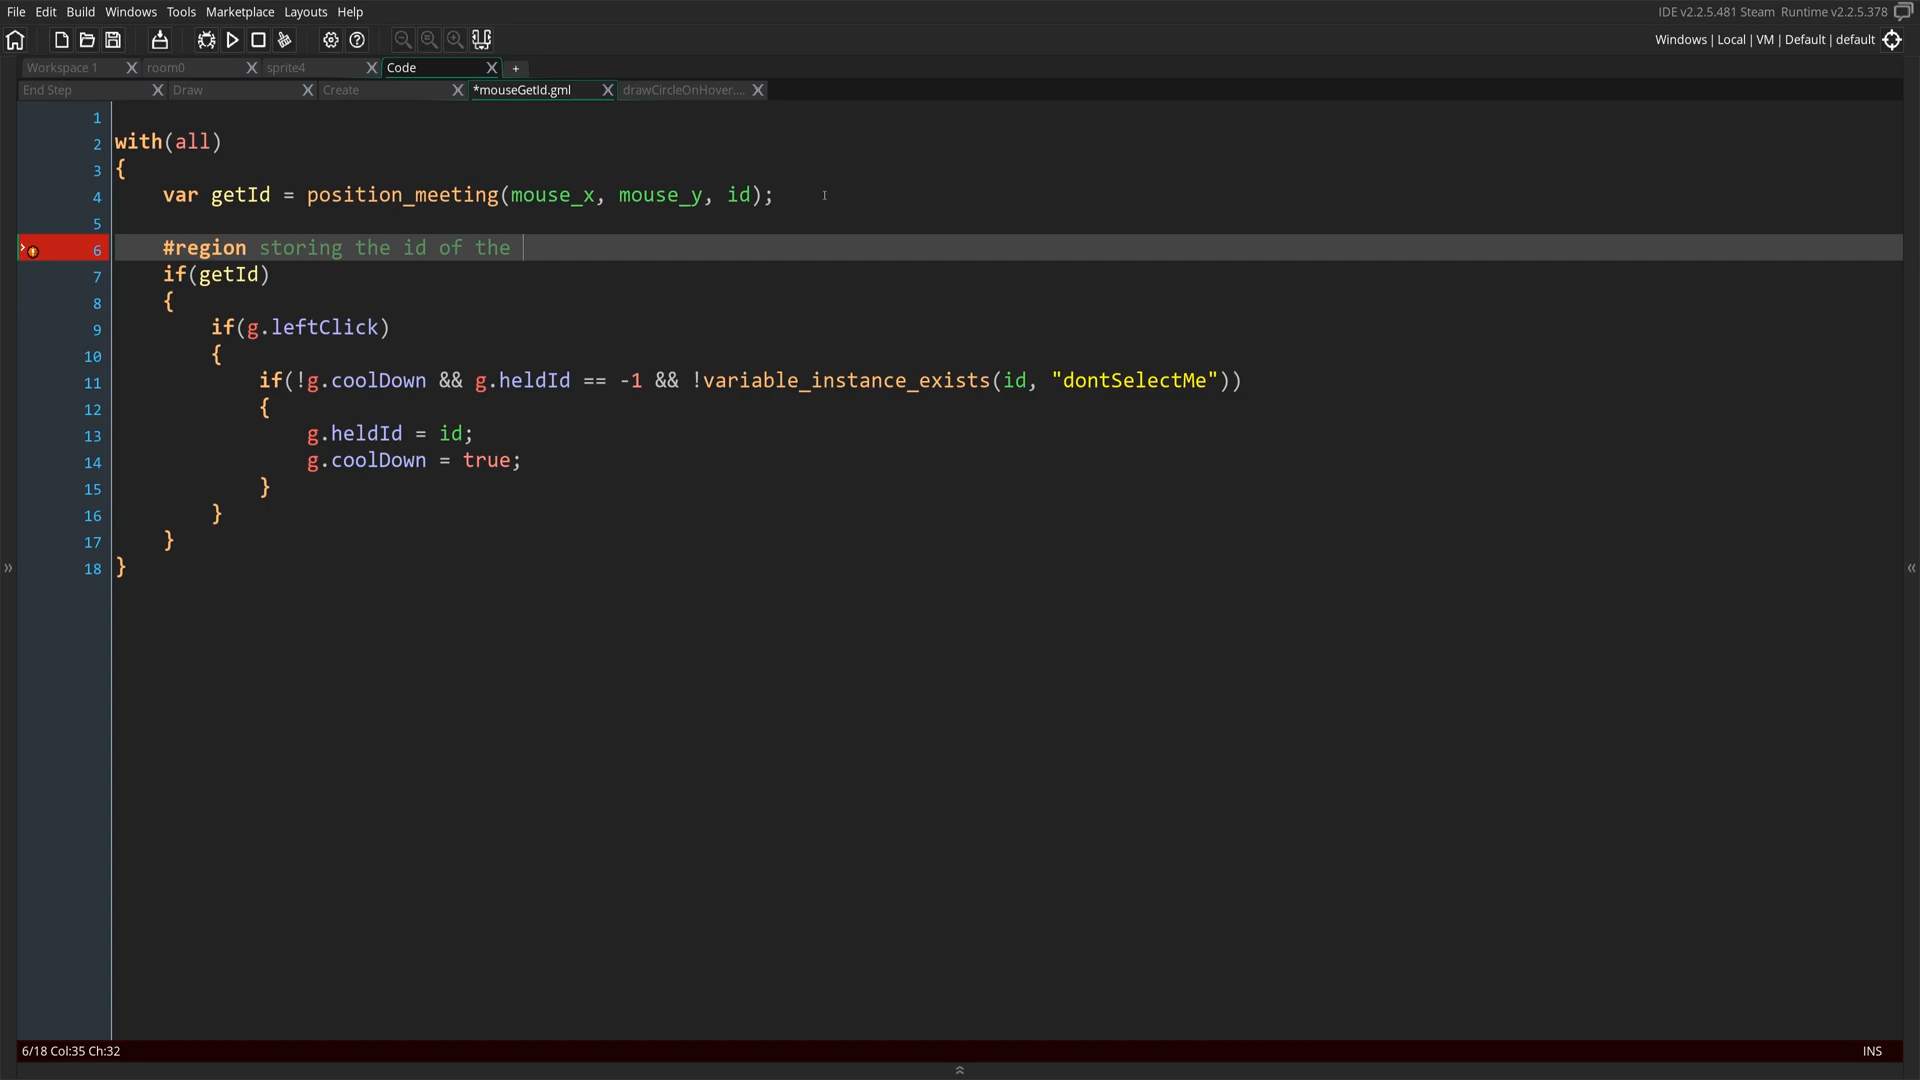 File Edit Build Windows Tools Marketplace Layouts Help
IDE v2.2.5.481 Steam Runtime v2.2.5.378
Windows | Local | VM | Default | default
Workspace 1 X room0 X sprite4 X Code X +
End Step X Draw X Create X *mouseGetId.gml X drawCircleOnHover.... X
1
2 with(all)
3 {
4 var getId = position_meeting(mouse_x, mouse_y, id);
5
6 #region storing the id of the
7 if(getId)
8 {
9 if(g.leftClick)
10 {
11 if(!g.coolDown && g.heldId == -1 && !variable_instance_exists(id, "dontSelectMe"))
12 {
13 g.heldId = id;
14 g.coolDown = true;
15 }
16 }
17 }
18 }
6/18 Col:35 Ch:32 INS